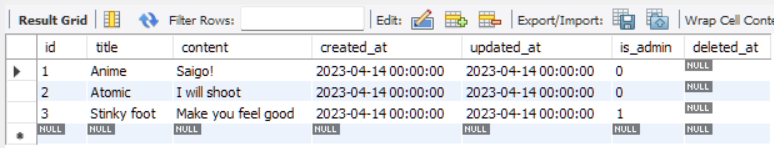 Result Grid Filter Rows: Edit: Export/Import: Wrap Cell Conte
id title content created_at updated_at is_admin deleted_at
1 Anime Saigo! 2023-04-14 00:00:00 2023-04-14 00:00:00 0 NULL
2 Atomic I will shoot 2023-04-14 00:00:00 2023-04-14 00:00:00 0 NULL
3 Stinky foot Make you feel good 2023-04-14 00:00:00 2023-04-14 00:00:00 1 NULL
NULL NULL NULL NULL NULL NULL NULL